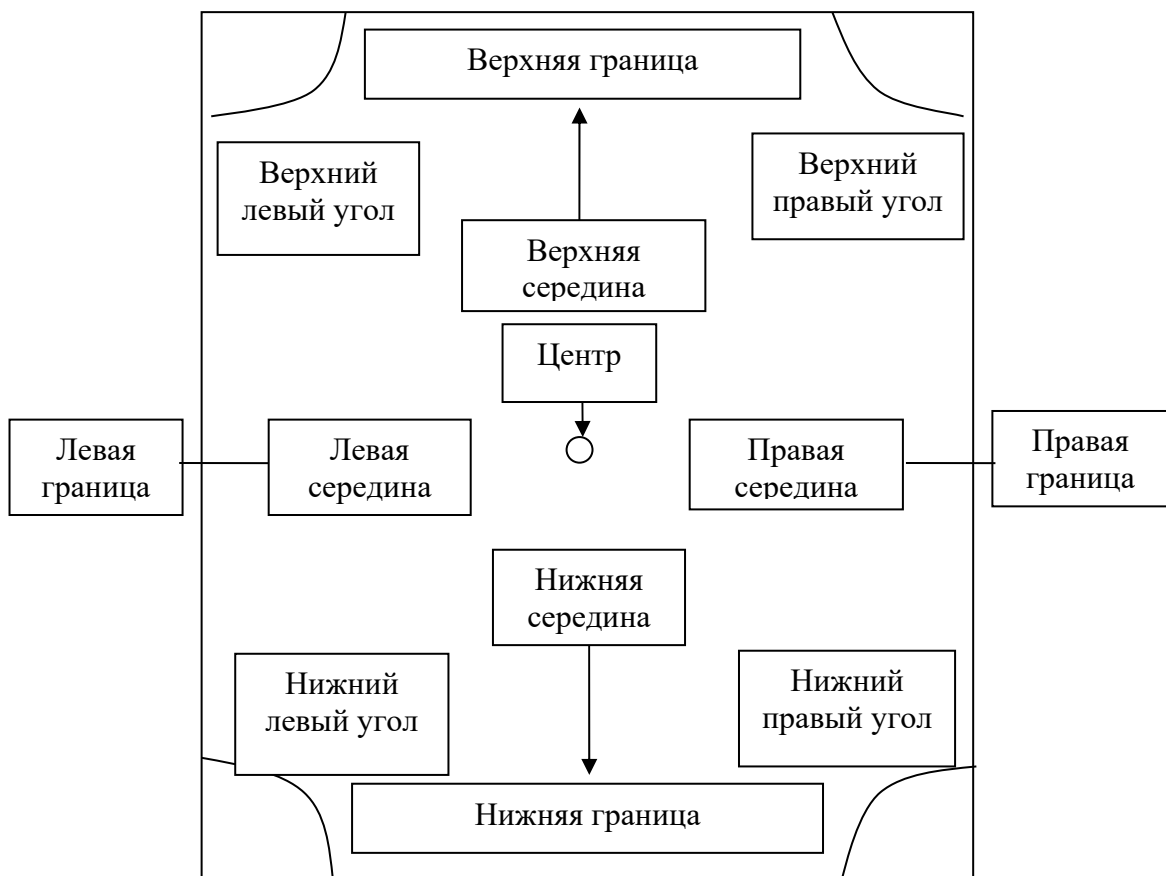 Верхняя граница
Верхний
левый угол
Верхний
правый угол
Верхняя
середина
Центр
Левая
граница
Левая
середина
Правая
середина
Правая
граница
Нижняя
середина
Нижний
левый угол
Нижний
правый угол
Нижняя граница